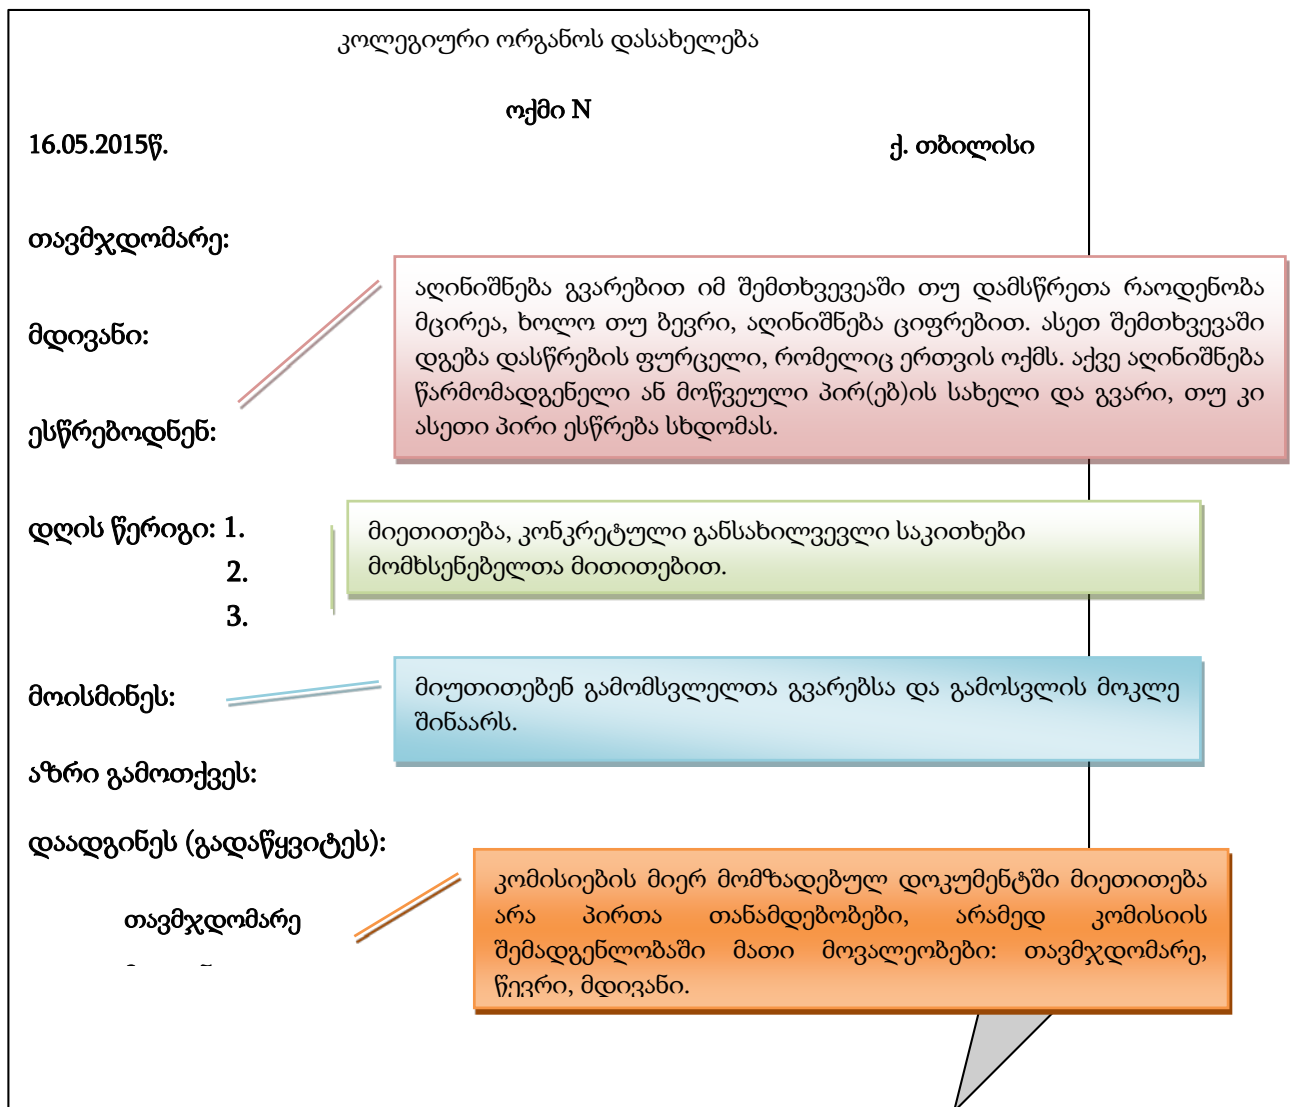 კოლეგიური ორგანოს დასახელება
ოქმი N
16.05.2015წ. ქ. თბილისი
თავმჯდომარე:
აღინიშნება გვარებით იმ შემთხვევეაში თუ დამსწრეთა რაოდენობა
მცირეა, ხოლო თუ ბევრი, აღინიშნება ციფრებით. ასეთ შემთხვევაში
დგება დასწრების ფურცელი, რომელიც ერთვის ოქმს. აქვე აღინიშნება
წარმომადგენელი ან მოწვეული პირ(ებ)ის სახელი და გვარი, თუ კი
ასეთი პირი ესწრება სხდომას.
მდივანი:
ესწრებოდნენ:
დღის წერიგი: 1.
2.
3.
მიეთითება, კონკრეტული განსახილვევლი საკითხები
მომხსენებელთა მითითებით.
მოისმინეს:
მიუთითებენ გამომსვლელთა გვარებსა და გამოსვლის მოკლე
შინაარს.
აზრი გამოთქვეს:
დაადგინეს (გადაწყვიტეს):
კომისიების მიერ მომზადებულ დოკუმენტში მიეთითება
არა პირთა თანამდებობები, არამედ კომისიის
შემადგენლობაში მათი მოვალეობები: თავმჯდომარე,
წევრი, მდივანი.
თავმჯდომარე